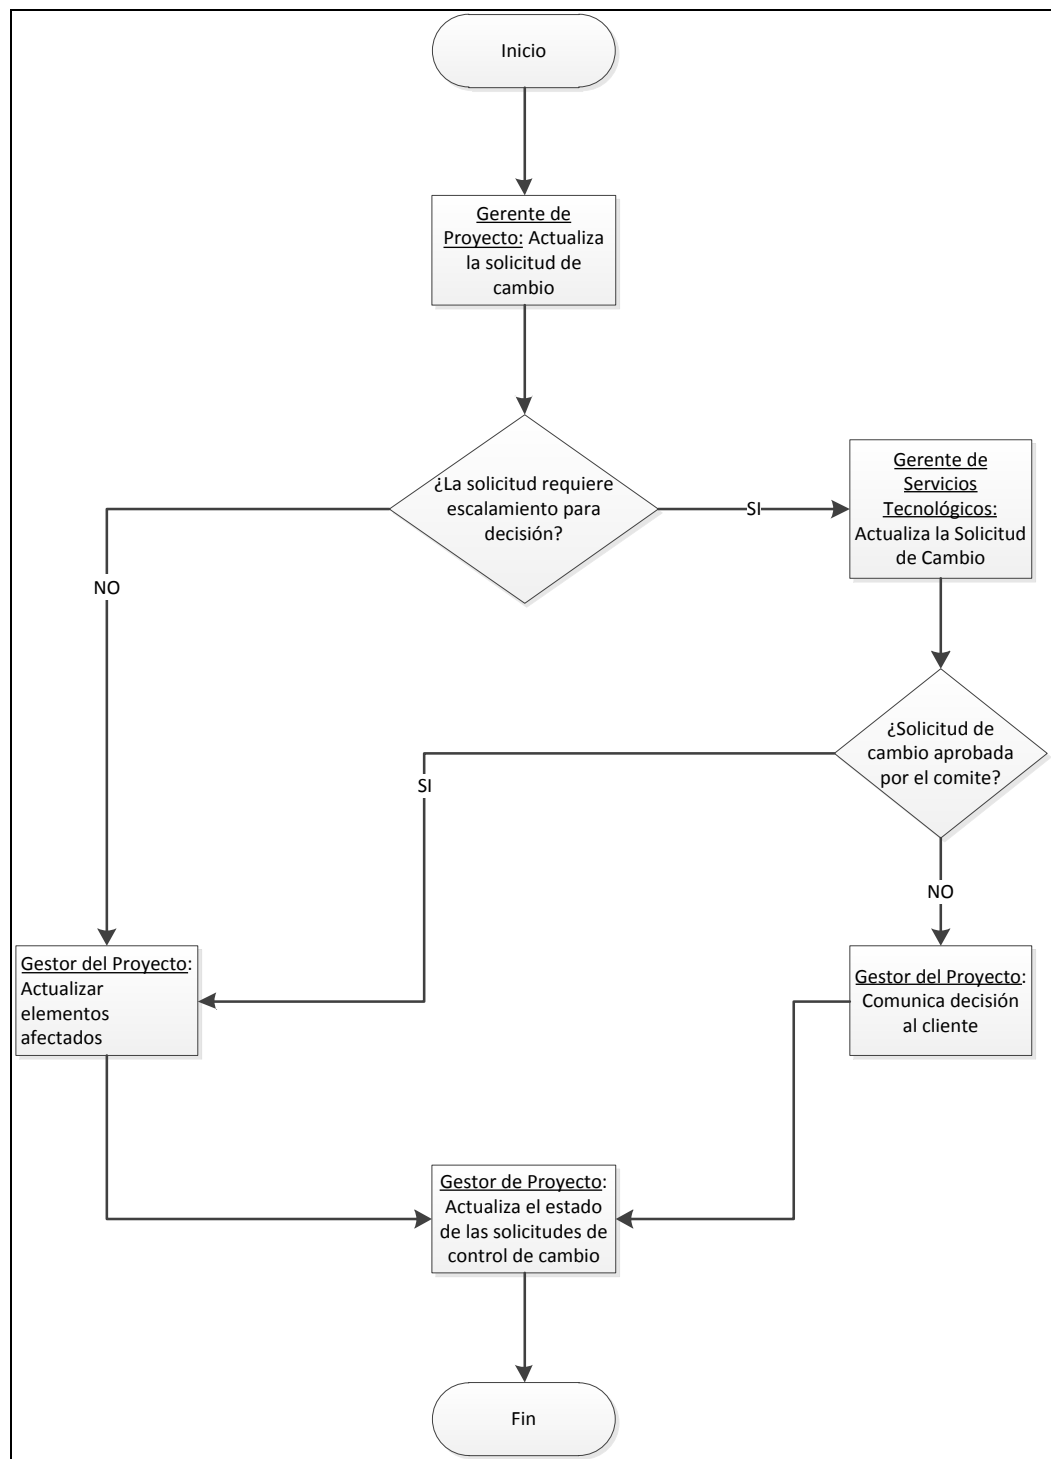 Inicio
Gerente de
Proyecto: Actualiza
la solicitud de
cambio
¿La solicitud requiere
escalamiento para
decisión?
SI
Gerente de
Servicios
Tecnológicos:
Actualiza la Solicitud
de Cambio
NO
¿Solicitud de
cambio aprobada
por el comite?
SI
NO
Gestor del Proyecto:
Actualizar
elementos
afectados
Gestor del Proyecto:
Comunica decisión
al cliente
Gestor de Proyecto:
Actualiza el estado
de las solicitudes de
control de cambio
Fin